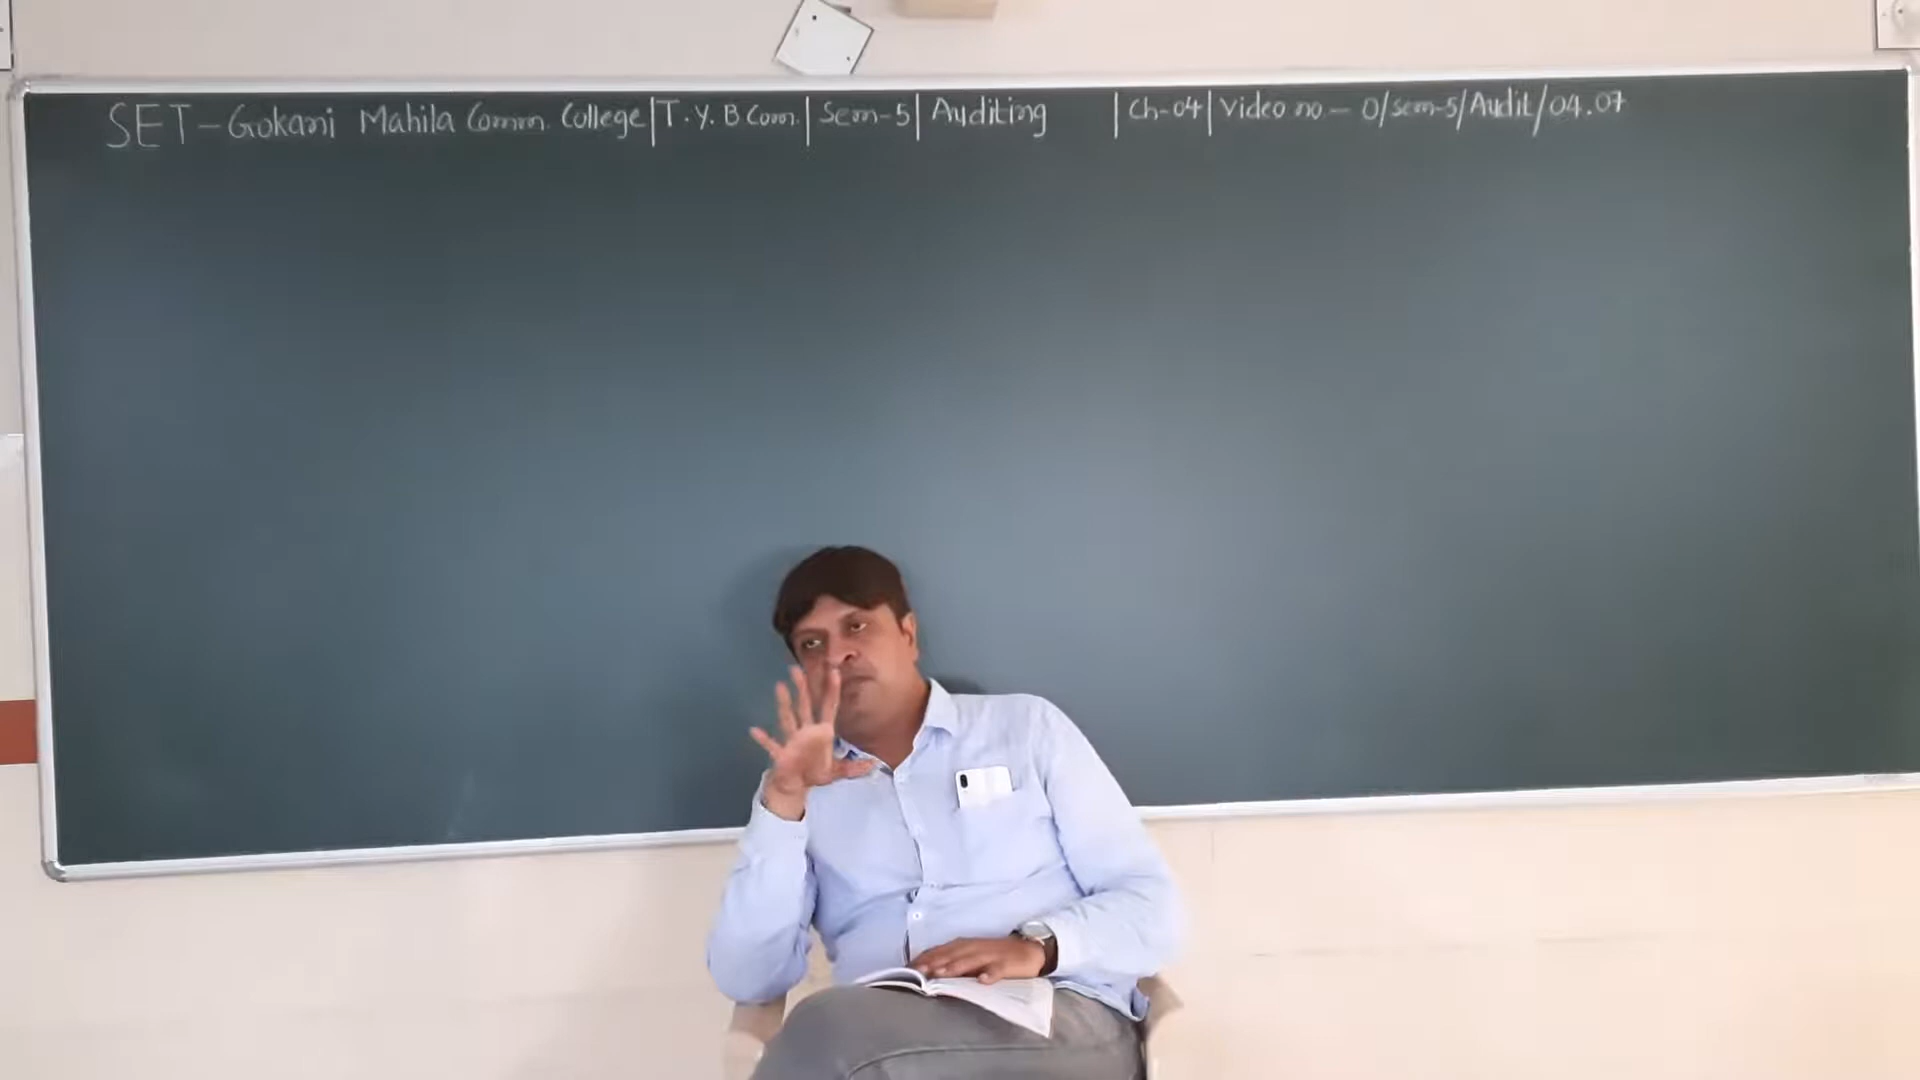 SET - Gokani Mahila Comm. College | T.Y. B Com. | Sem-5 | Auditing | Ch-04 | Video no - 0/sem-5/Audit/04.07